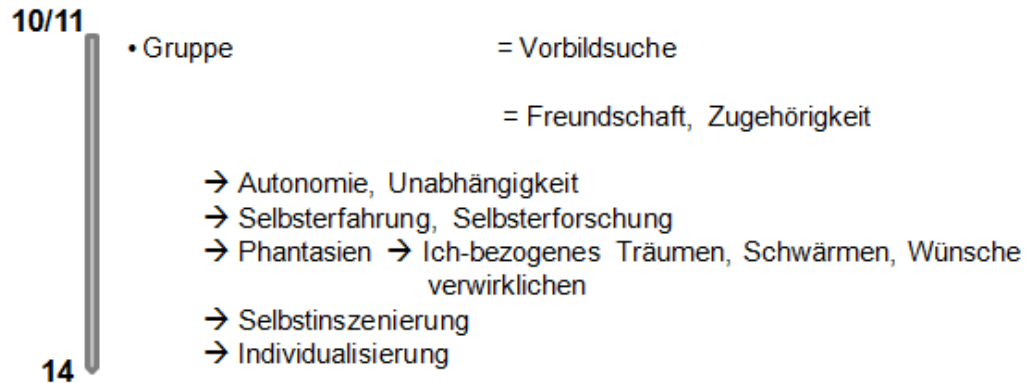 10/11
• Gruppe = Vorbildsuche
= Freundschaft, Zugehörigkeit
→ Autonomie, Unabhängigkeit
→ Selbsterfahrung, Selbsterforschung
→ Phantasien → Ich-bezogenes Träumen, Schwärmen, Wünsche
verwirklichen
→ Selbstinszenierung
→ Individualisierung
14